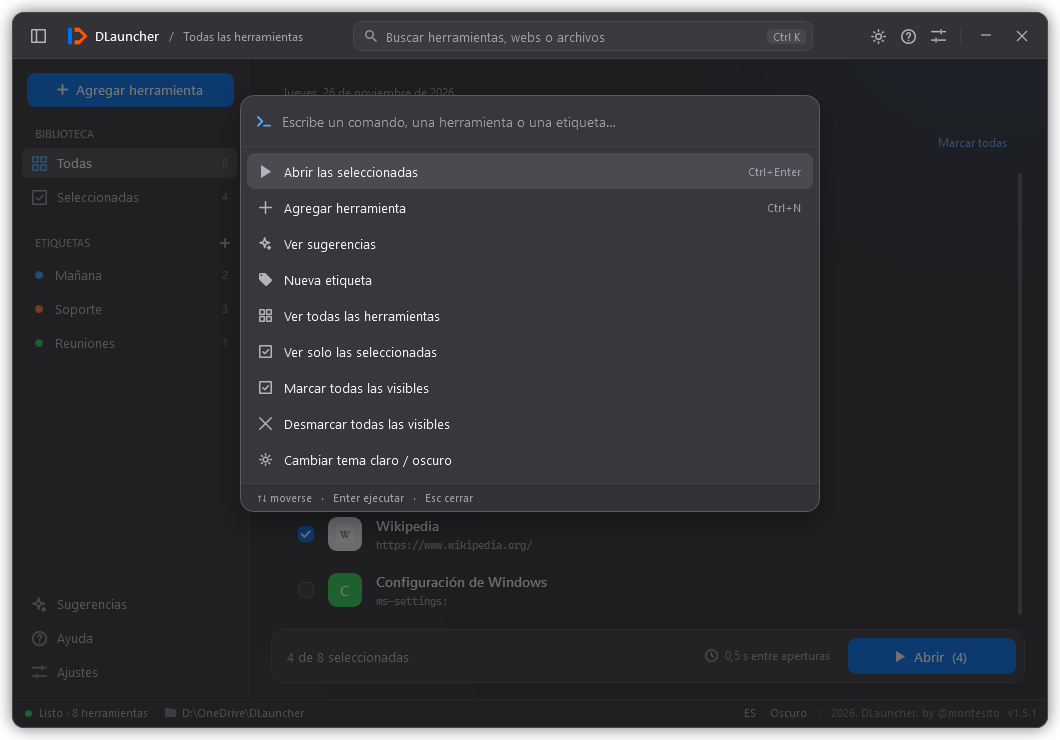 DLauncher / Todas las herramientas
Buscar herramientas, webs o archivos Ctrl K
Agregar herramienta
BIBLIOTECA
Todas 8
Seleccionadas 4
ETIQUETAS +
Mañana 2
Soporte 3
Reuniones 1
Sugerencias
Ayuda
Ajustes
Jueves, 26 de noviembre de 2026
Marcar todas
Escribe un comando, una herramienta o una etiqueta...
Abrir las seleccionadas Ctrl+Enter
Agregar herramienta Ctrl+N
Ver sugerencias
Nueva etiqueta
Ver todas las herramientas
Ver solo las seleccionadas
Marcar todas las visibles
Desmarcar todas las visibles
Cambiar tema claro / oscuro
↑↓ moverse · Enter ejecutar · Esc cerrar
W Wikipedia
https://www.wikipedia.org/
C Configuración de Windows
ms-settings:
4 de 8 seleccionadas 0,5 s entre aperturas Abrir (4)
Listo · 8 herramientas D:\OneDrive\DLauncher ES Oscuro 2026. DLauncher. by @montesito v1.5.1